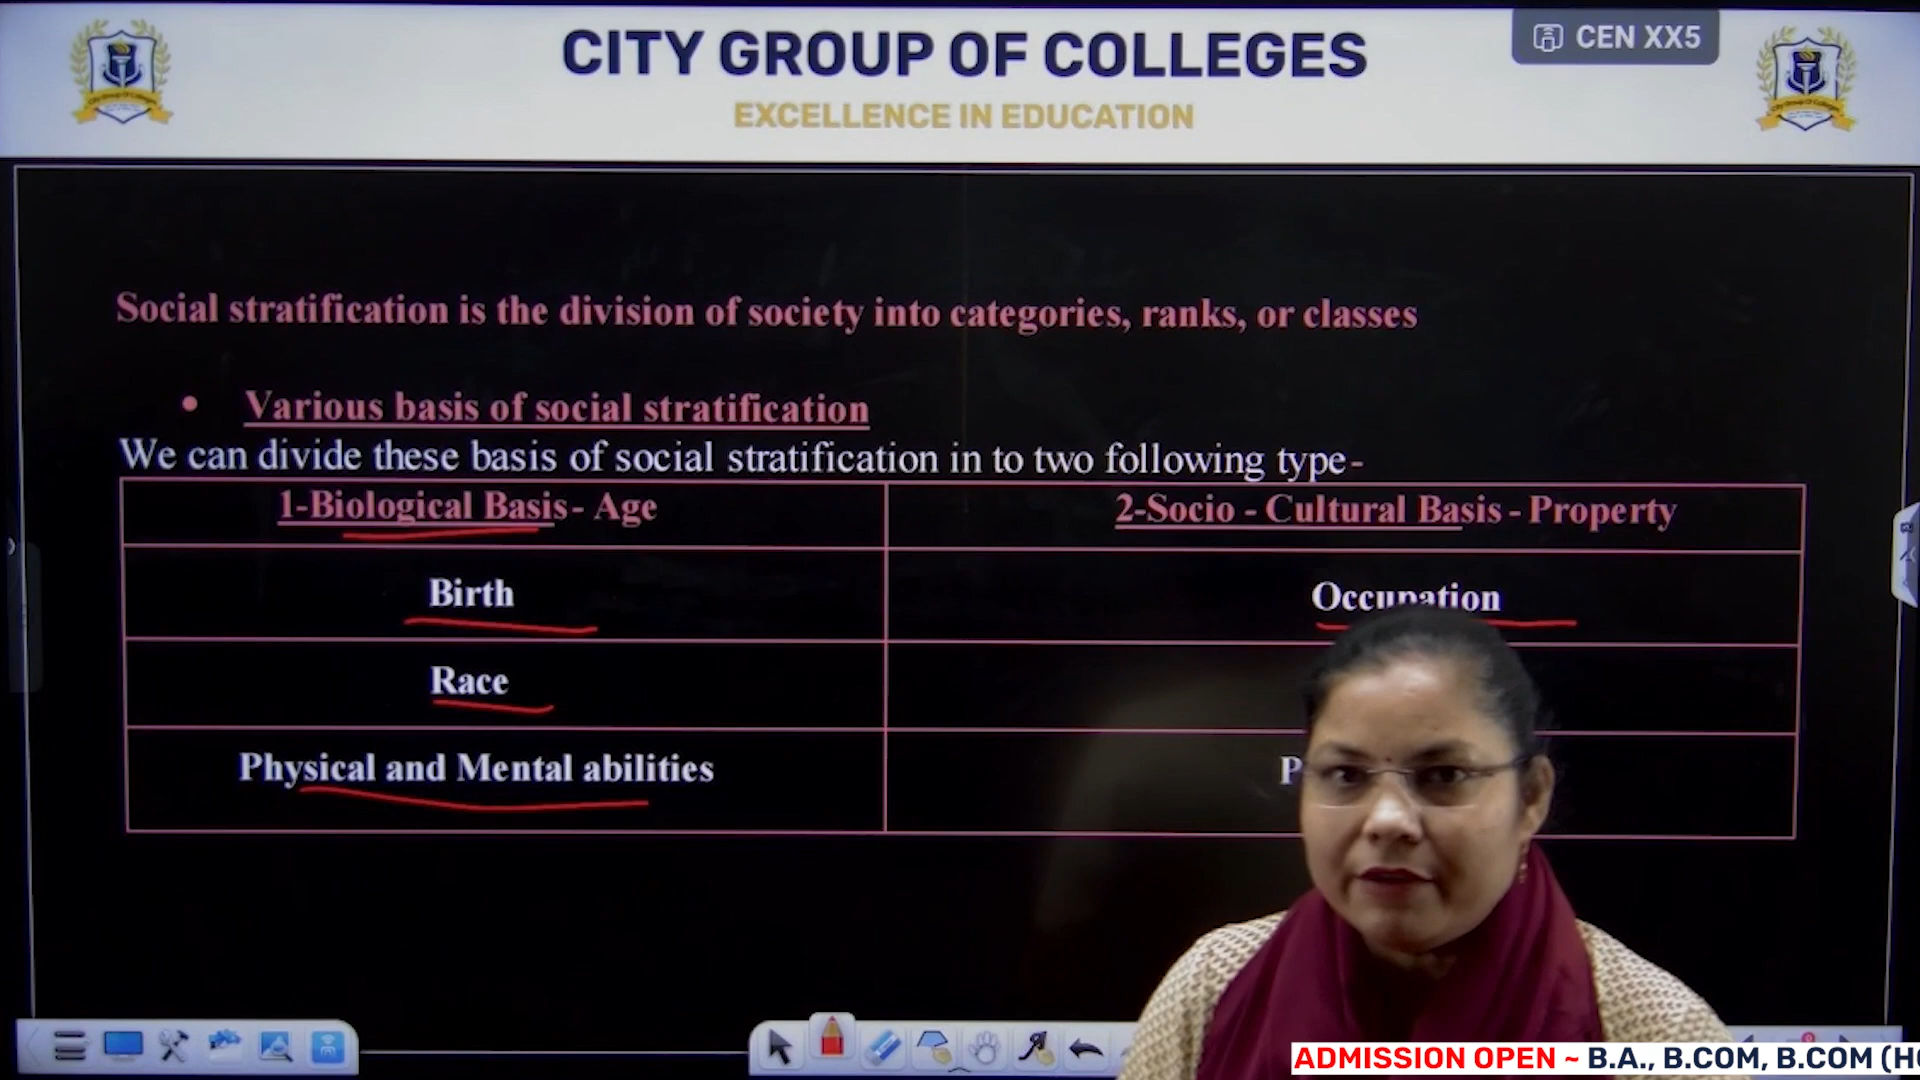 CITY GROUP OF COLLEGES
CEN XX5
EXCELLENCE IN EDUCATION
Social stratification is the division of society into categories, ranks, or classes
• Various basis of social stratification
We can divide these basis of social stratification in to two following type-
1-Biological Basis- Age
2-Socio - Cultural Basis - Property
Birth
Occupation
Race
Physical and Mental abilities
ADMISSION OPEN ~ B.A., B.COM, B.COM (H